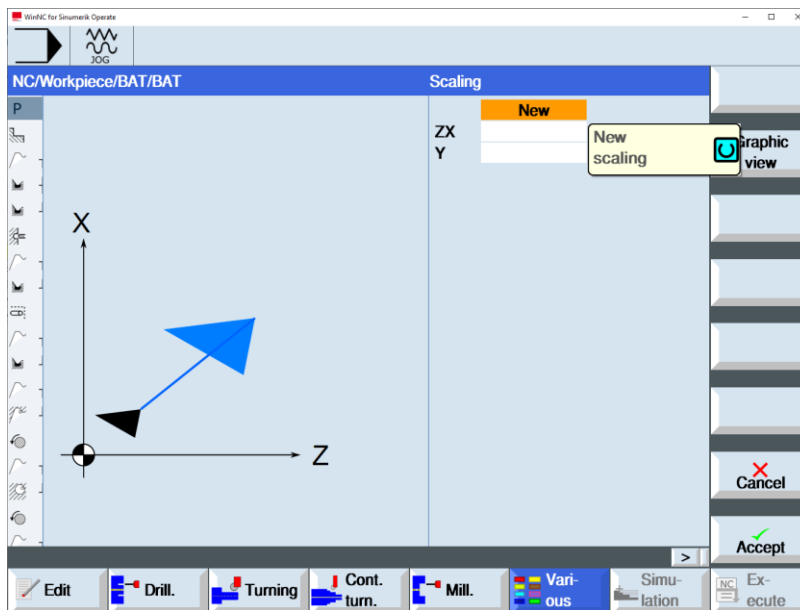 WinNC for Sinumerik Operate
JOG
NC/Workpiece/BAT/BAT
Scaling
P
New
ZX
Y
New
scaling
Graphic
view
X
Z
Cancel
Accept
>
Edit
Drill.
Turning
Cont.
turn.
Mill.
Vari-
ous
Simu-
lation
NC
Ex-
ecute